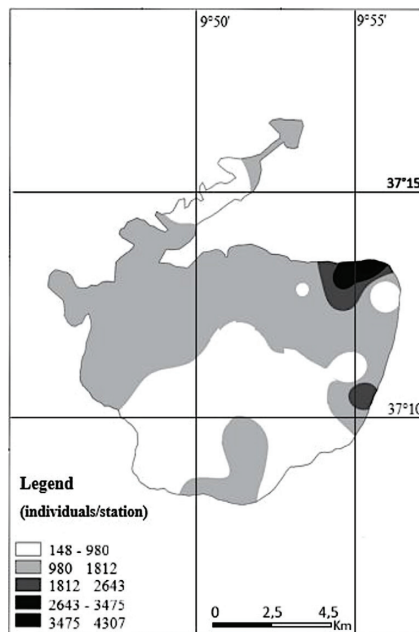 9°50' 9°55'
37°15
37°10
Legend
(individuals/station)
148 - 980
980 1812
1812 2643
2643 - 3475
3475 4307
0 2,5 4,5
Km